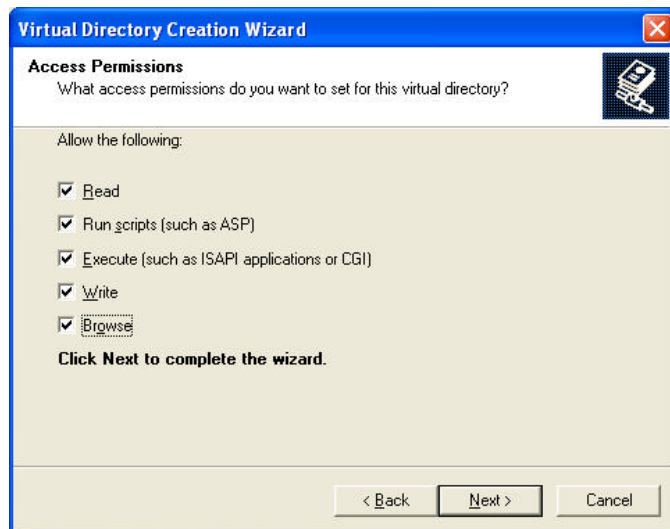 Virtual Directory Creation Wizard
Access Permissions
What access permissions do you want to set for this virtual directory?
Allow the following:
Read
Run scripts (such as ASP)
Execute (such as ISAPI applications or CGI)
Write
Browse
Click Next to complete the wizard.
< Back Next > Cancel